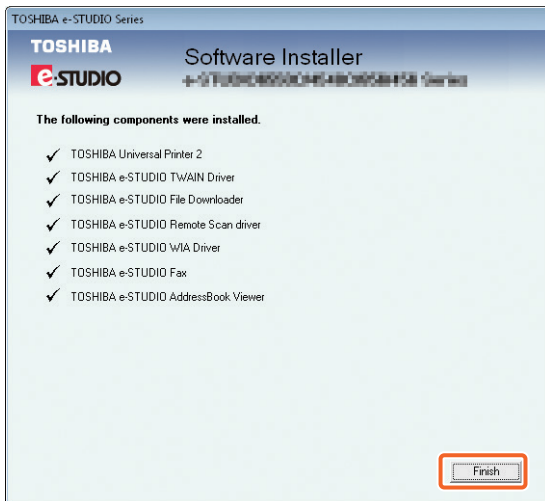 TOSHIBA e-STUDIO Series
TOSHIBA
e-STUDIO
Software Installer
Series
The following components were installed.
TOSHIBA Universal Printer 2
TOSHIBA e-STUDIO TWAIN Driver
TOSHIBA e-STUDIO File Downloader
TOSHIBA e-STUDIO Remote Scan driver
TOSHIBA e-STUDIO WIA Driver
TOSHIBA e-STUDIO Fax
TOSHIBA e-STUDIO AddressBook Viewer
Finish